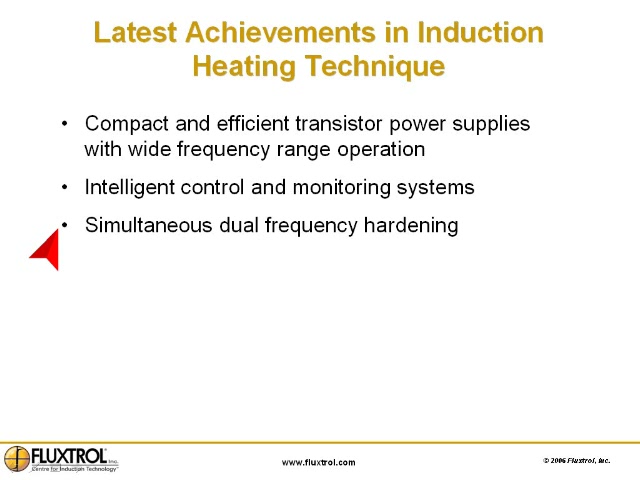 Latest Achievements in Induction
Heating Technique
• Compact and efficient transistor power supplies
with wide frequency range operation
• Intelligent control and monitoring systems
• Simultaneous dual frequency hardening
FLUXTROL Inc.
Centre for Induction Technology™
www.fluxtrol.com
© 2006 Fluxtrol, Inc.